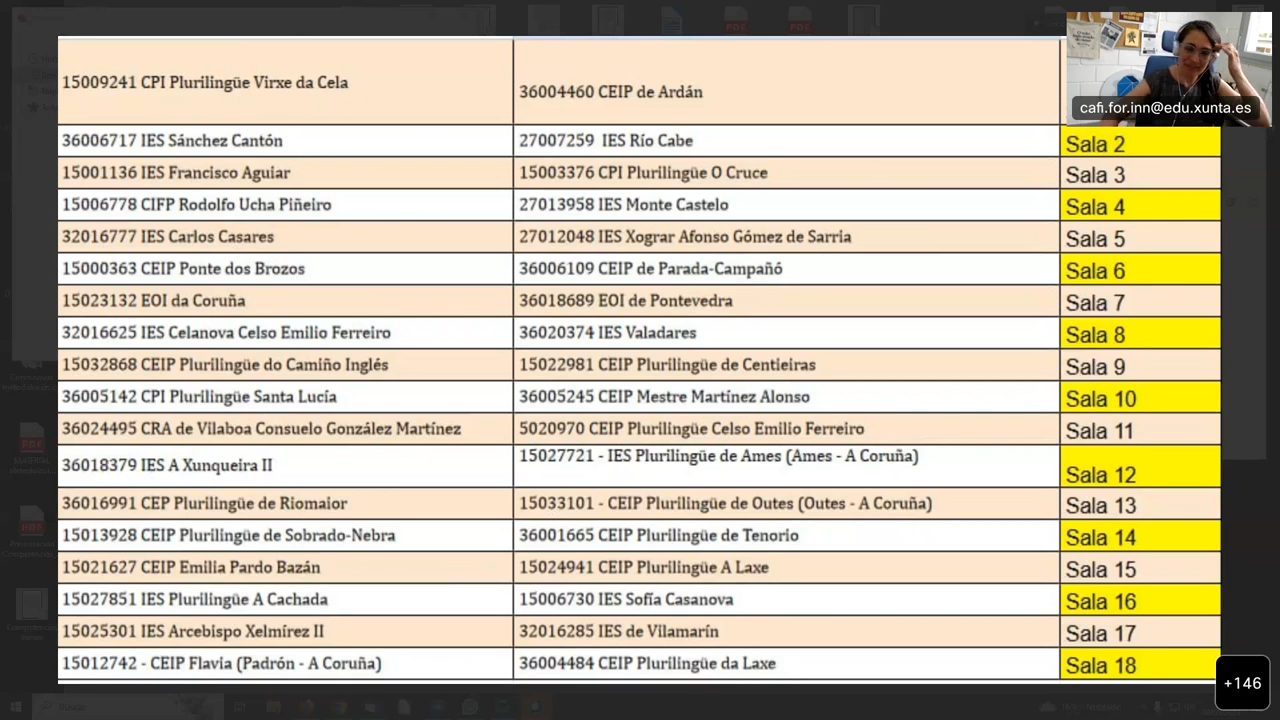 15009241 CPI Plurilingüe Virxe da Cela 36004460 CEIP de Ardán
cafi.for.inn@edu.xunta.es
36006717 IES Sánchez Cantón 27007259 IES Río Cabe Sala 2
15001136 IES Francisco Aguiar 15003376 CPI Plurilingüe O Cruce Sala 3
15006778 CIFP Rodolfo Ucha Piñeiro 27013958 IES Monte Castelo Sala 4
32016777 IES Carlos Casares 27012048 IES Xograr Afonso Gómez de Sarria Sala 5
15000363 CEIP Ponte dos Brozos 36006109 CEIP de Parada-Campañó Sala 6
15023132 EOI da Coruña 36018689 EOI de Pontevedra Sala 7
32016625 IES Celanova Celso Emilio Ferreiro 36020374 IES Valadares Sala 8
15032868 CEIP Plurilingüe do Camiño Inglés 15022981 CEIP Plurilingüe de Centieiras Sala 9
36005142 CPI Plurilingüe Santa Lucía 36005245 CEIP Mestre Martínez Alonso Sala 10
36024495 CRA de Vilaboa Consuelo González Martínez 5020970 CEIP Plurilingüe Celso Emilio Ferreiro Sala 11
36018379 IES A Xunqueira II 15027721 - IES Plurilingüe de Ames (Ames - A Coruña) Sala 12
36016991 CEP Plurilingüe de Riomaior 15033101 - CEIP Plurilingüe de Outes (Outes - A Coruña) Sala 13
15013928 CEIP Plurilingüe de Sobrado-Nebra 36001665 CEIP Plurilingüe de Tenorio Sala 14
15021627 CEIP Emilia Pardo Bazán 15024941 CEIP Plurilingüe A Laxe Sala 15
15027851 IES Plurilingüe A Cachada 15006730 IES Sofía Casanova Sala 16
15025301 IES Arcebispo Xelmírez II 32016285 IES de Vilamarín Sala 17
15012742 - CEIP Flavia (Padrón - A Coruña) 36004484 CEIP Plurilingüe da Laxe Sala 18
+146
PDF
PDF
PDF
PDF
Buscar